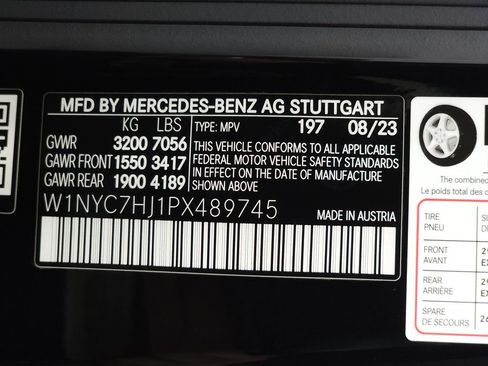 MFD BY MERCEDES-BENZ AG STUTTGART
KG LBS TYPE: MPV 197 08/23
GVWR 3200 7056
GAWR FRONT 1550 3417
GAWR REAR 1900 4189
THIS VEHICLE CONFORMS TO ALL APPLICABLE
FEDERAL MOTOR VEHICLE SAFETY STANDARDS
IN EFFECT ON THE DATE OF MANUFACTURE
SHOWN ABOVE
W1NYC7HJ1PX489745
MADE IN AUSTRIA
The combined
Le poids total des
TIRE
PNEU
FRONT
AVANT
REAR
ARRIÈRE
SPARE
DE SECOURS